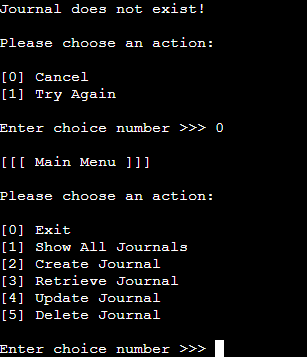 Journal does not exist!
Please choose an action:
[0] Cancel
[1] Try Again
Enter choice number >>> 0
[[[ Main Menu ]]]
Please choose an action:
[0] Exit
[1] Show All Journals
[2] Create Journal
[3] Retrieve Journal
[4] Update Journal
[5] Delete Journal
Enter choice number >>>